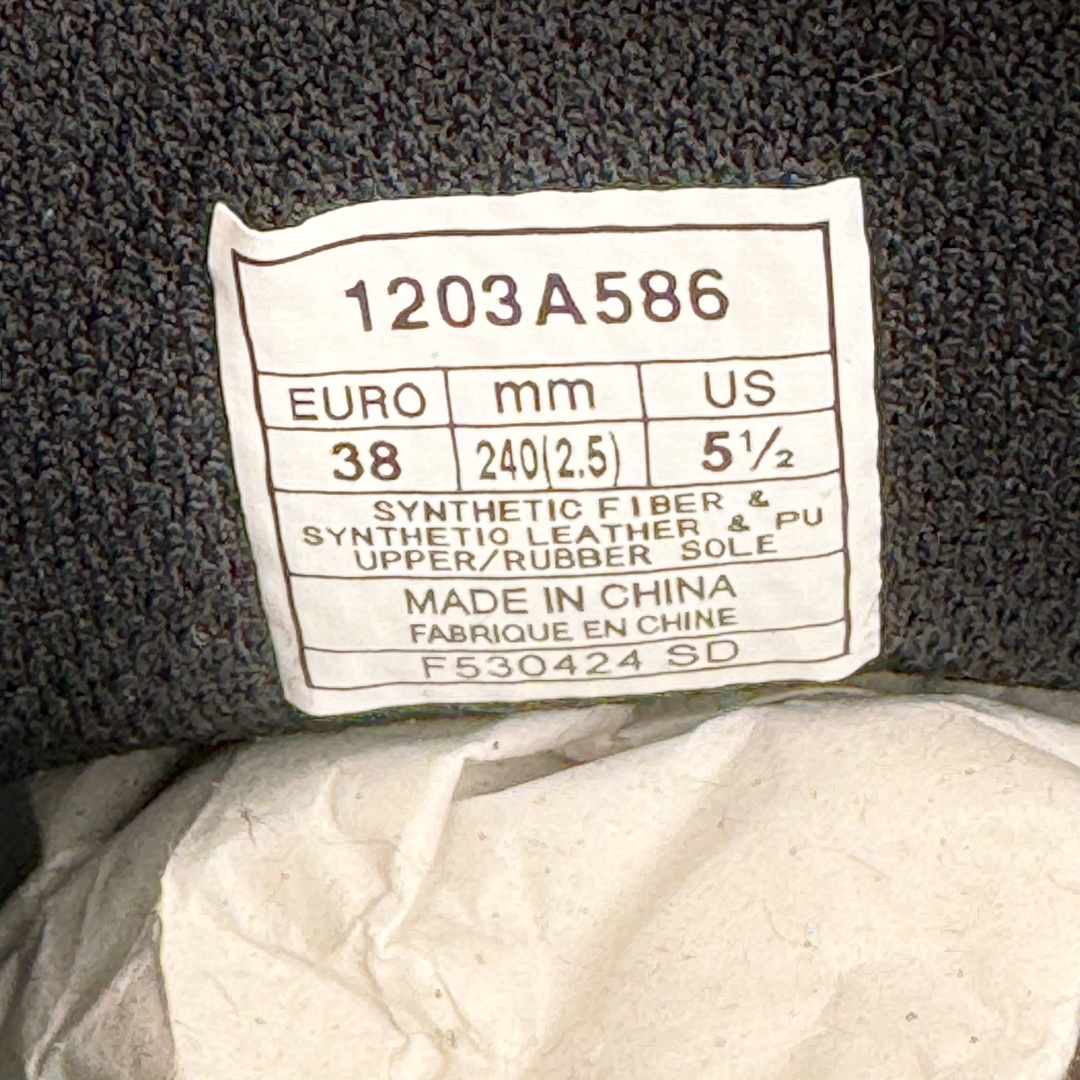 1203A586
EURO mm US
38 240(2.5) 5½
SYNTHETIC FIBER &
SYNTHETIO LEATHER & PU
UPPER/RUBBER SOLE
MADE IN CHINA
FABRIQUE EN CHINE
F530424 SD